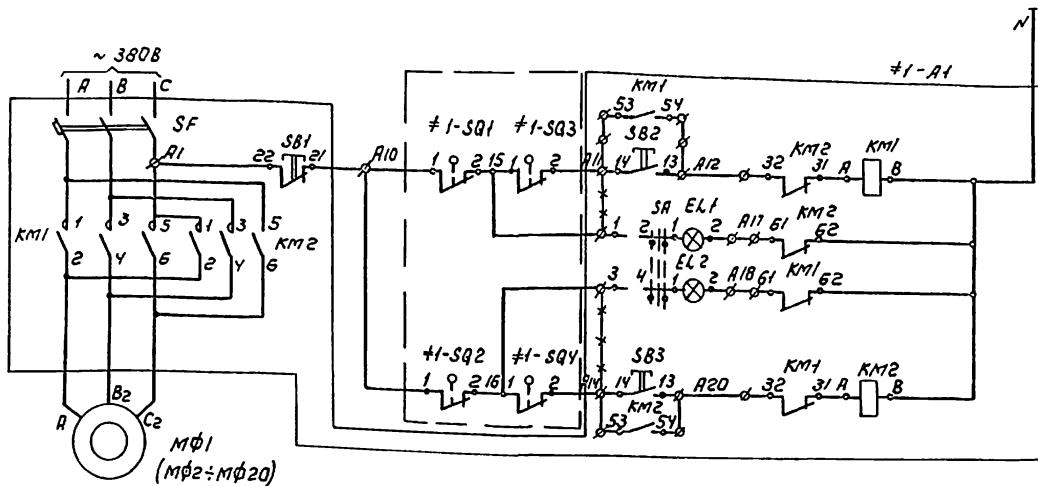 ~ 380В
A B C
SF
A1
22 SB1 21
A10
≠1-SQ1 ≠1-SQ3
1 2 15 1 2
A11
53 KM1 54
SB2
14 13
A12
32 KM2 31
A KM1 B
N
≠1-A1
1 SA 2
1 EL1 2
A17
61 KM2 62
3 4
1 EL2 2
A18
61 KM1 62
KM1
1 3 5
2 4 6
1 3 5
2 4 6
KM2
≠1-SQ2 ≠1-SQ4
1 2 16 1 2
A14
SB3
14 13
53 KM2 54
A20
32 KM1 31
A KM2 B
A B2 C2
МФ1
(МФ2÷МФ20)